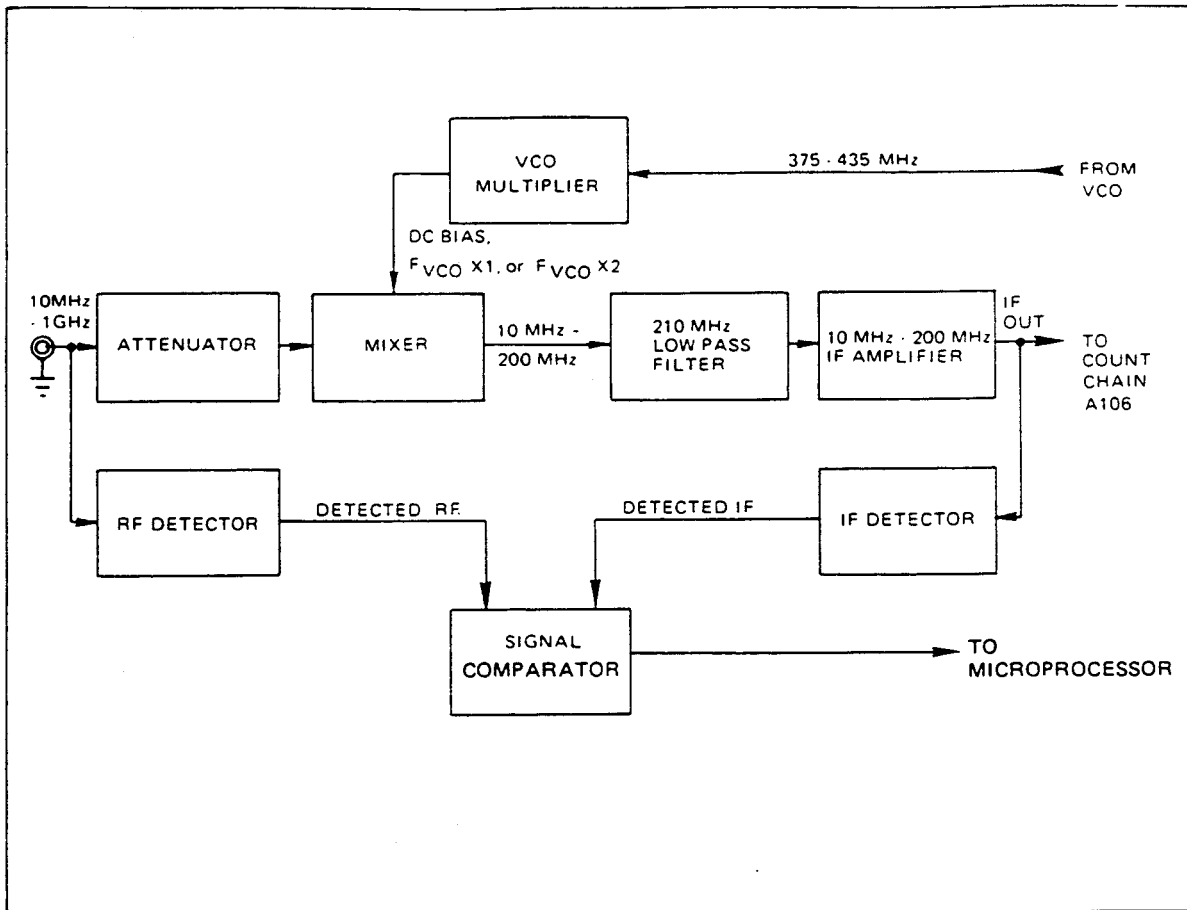 VCO
MULTIPLIER
375 - 435 MHz
FROM
VCO
DC BIAS,
FVCO X1, or FVCO X2
10MHz
- 1GHz
ATTENUATOR
MIXER
10 MHz -
200 MHz
210 MHz
LOW PASS
FILTER
10 MHz - 200 MHz
IF AMPLIFIER
IF
OUT
TO
COUNT
CHAIN
A106
RF DETECTOR
DETECTED RF.
DETECTED IF
IF DETECTOR
SIGNAL
COMPARATOR
TO
MICROPROCESSOR